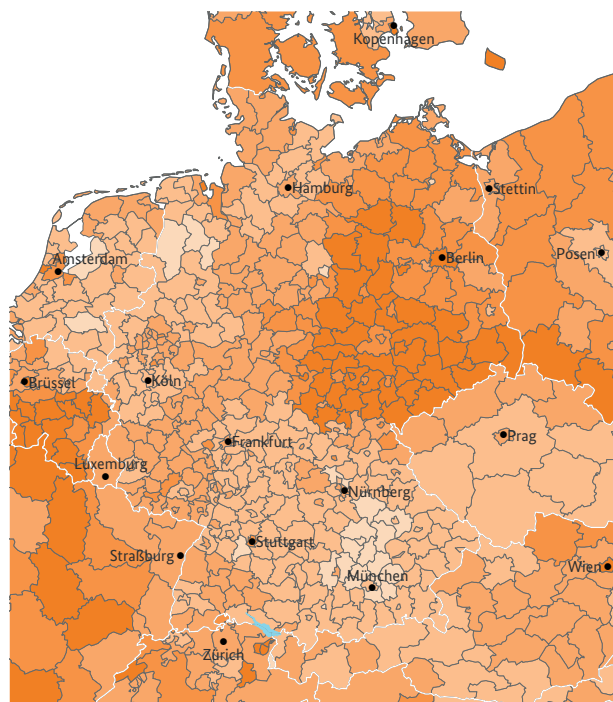 Kopenhagen
Hamburg
Stettin
Amsterdam
Berlin
Posen
Brüssel
Köln
Frankfurt
Prag
Luxemburg
Nürnberg
Stuttgart
Straßburg
Wien
München
Zürich